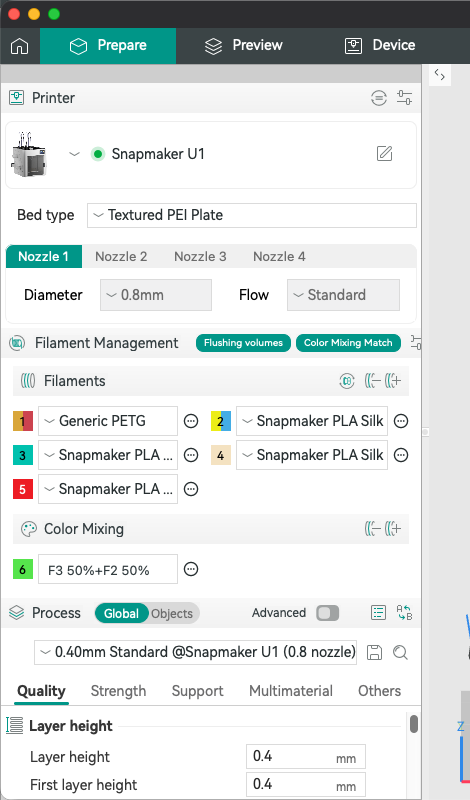 Prepare
Preview
Device
Printer
Snapmaker U1
Bed type
Textured PEI Plate
Nozzle 1
Nozzle 2
Nozzle 3
Nozzle 4
Diameter
0.8mm
Flow
Standard
Filament Management
Flushing volumes
Color Mixing Match
Filaments
1
Generic PETG
2
Snapmaker PLA Silk
3
Snapmaker PLA ...
4
Snapmaker PLA Silk
5
Snapmaker PLA ...
Color Mixing
6
F3 50%+F2 50%
Process
Global
Objects
Advanced
A
B
0.40mm Standard @Snapmaker U1 (0.8 nozzle)
Quality
Strength
Support
Multimaterial
Others
Layer height
Layer height
0.4
mm
First layer height
0.4
mm
Z